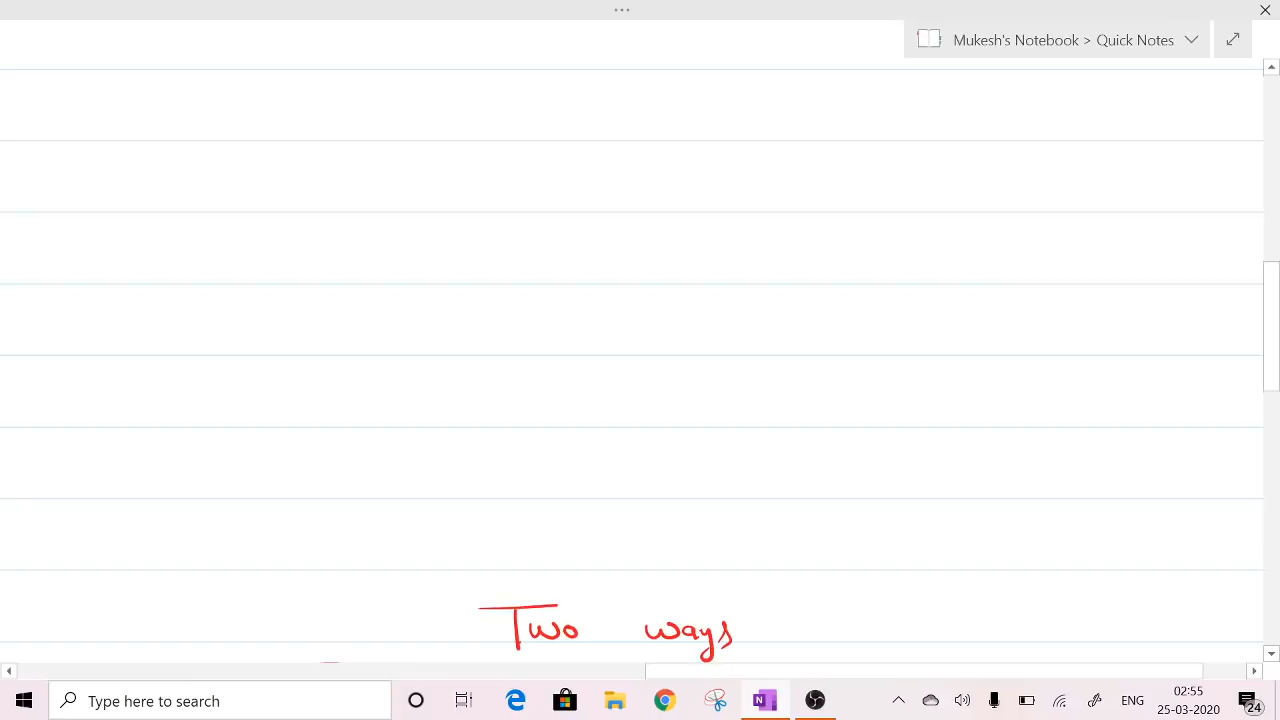 Mukesh's Notebook > Quick Notes
Two ways
Type here to search
ENG
02:55
25-03-2020
24